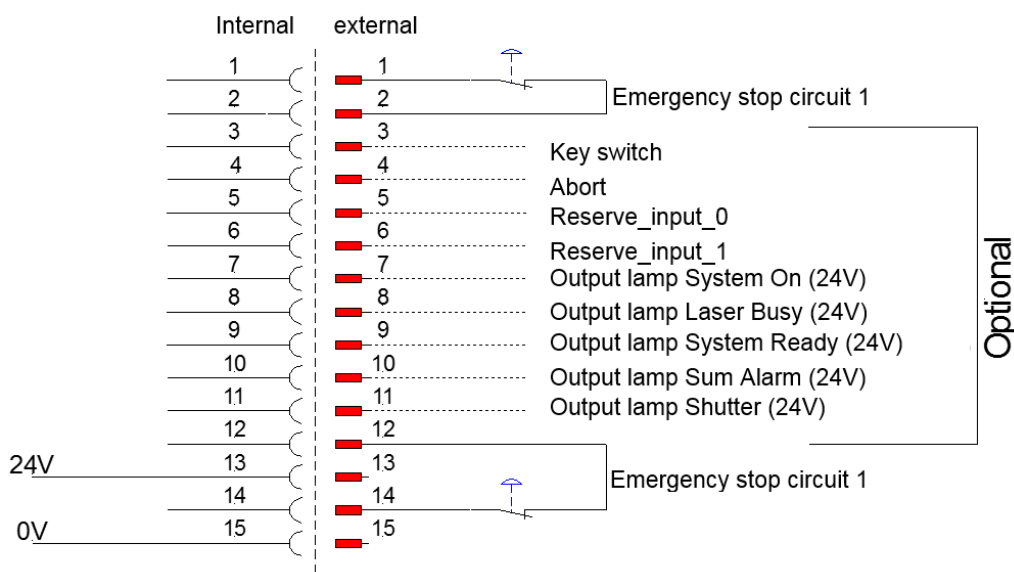 Internal external
1 1
2 2 Emergency stop circuit 1
3 3
Key switch
4 4
Abort
5 5
Reserve_input_0
6 6
Reserve_input_1
7 7
Output lamp System On (24V)
8 8
Output lamp Laser Busy (24V)
9 9
Output lamp System Ready (24V)
10 10
Output lamp Sum Alarm (24V)
11 11
Output lamp Shutter (24V)
Optional
12 12
24V 13 13
Emergency stop circuit 1
14 14
0V 15 15